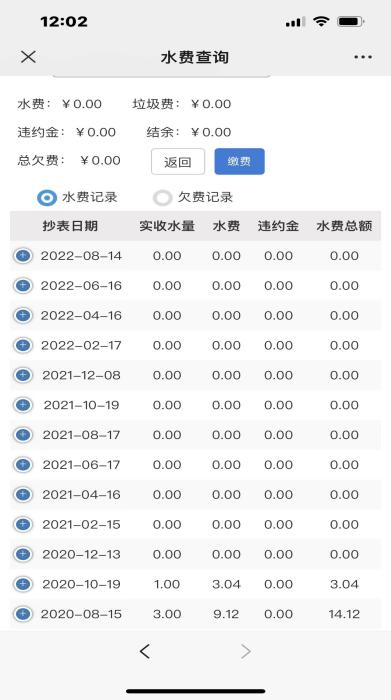 12:02
水费查询
水费：￥0.00 垃圾费：￥0.00
违约金：￥0.00 结余：￥0.00
总欠费：￥0.00 返回 缴费
水费记录 欠费记录
抄表日期 实收水量 水费 违约金 水费总额
2022-08-14 0.00 0.00 0.00 0.00
2022-06-16 0.00 0.00 0.00 0.00
2022-04-16 0.00 0.00 0.00 0.00
2022-02-17 0.00 0.00 0.00 0.00
2021-12-08 0.00 0.00 0.00 0.00
2021-10-19 0.00 0.00 0.00 0.00
2021-08-17 0.00 0.00 0.00 0.00
2021-06-17 0.00 0.00 0.00 0.00
2021-04-16 0.00 0.00 0.00 0.00
2021-02-15 0.00 0.00 0.00 0.00
2020-12-13 0.00 0.00 0.00 0.00
2020-10-19 1.00 3.04 0.00 3.04
2020-08-15 3.00 9.12 0.00 14.12